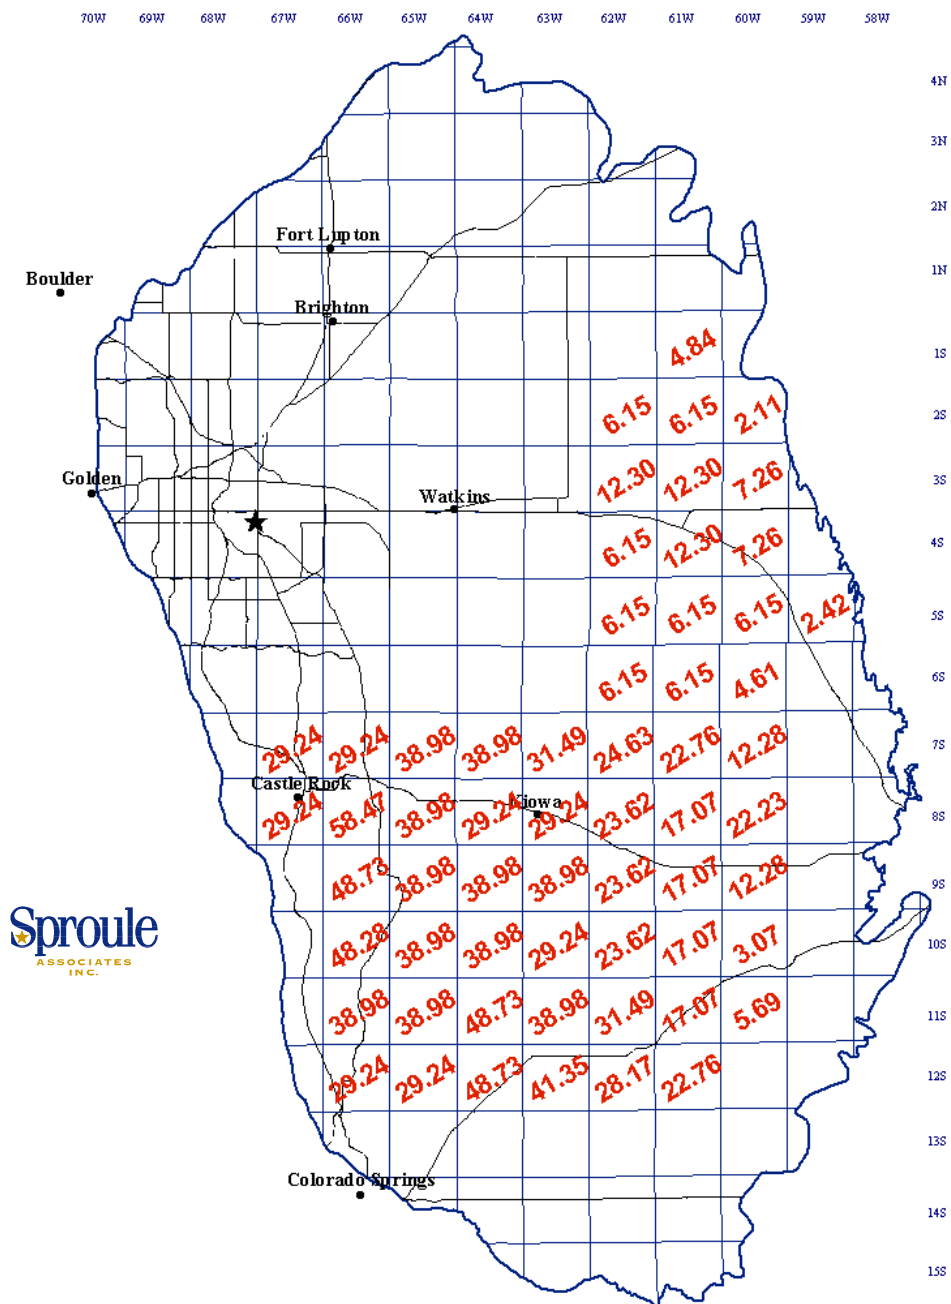 70W 69W 68W 67W 66W 65W 64W 63W 62W 61W 60W 58W
4N
3N
2N
Fort Lupton
1N
Boulder
Brighton
4.84 1S
6.15 6.15 2.11 2S
Golden
12.30 12.30 7.26 3S
Watkins
6.15 12.30 7.26 4S
6.15 6.15 6.15 2.42 5S
6.15 6.15 4.61 6S
29.24 29.24 38.98 38.98 31.49 24.63 22.76 12.28 7S
Castle Rock
Kiowa
29.24 58.47 38.98 29.24 29.24 23.62 17.07 22.23 8S
48.73 38.98 38.98 38.98 23.62 17.07 12.28 9S
Sproule
ASSOCIATES
INC.
48.28 38.98 38.98 29.24 23.62 17.07 3.07 10S
38.98 38.98 48.73 38.98 31.49 17.07 5.69 11S
29.24 29.24 48.73 41.35 28.17 22.76 12S
13S
Colorado Springs
14S
15S